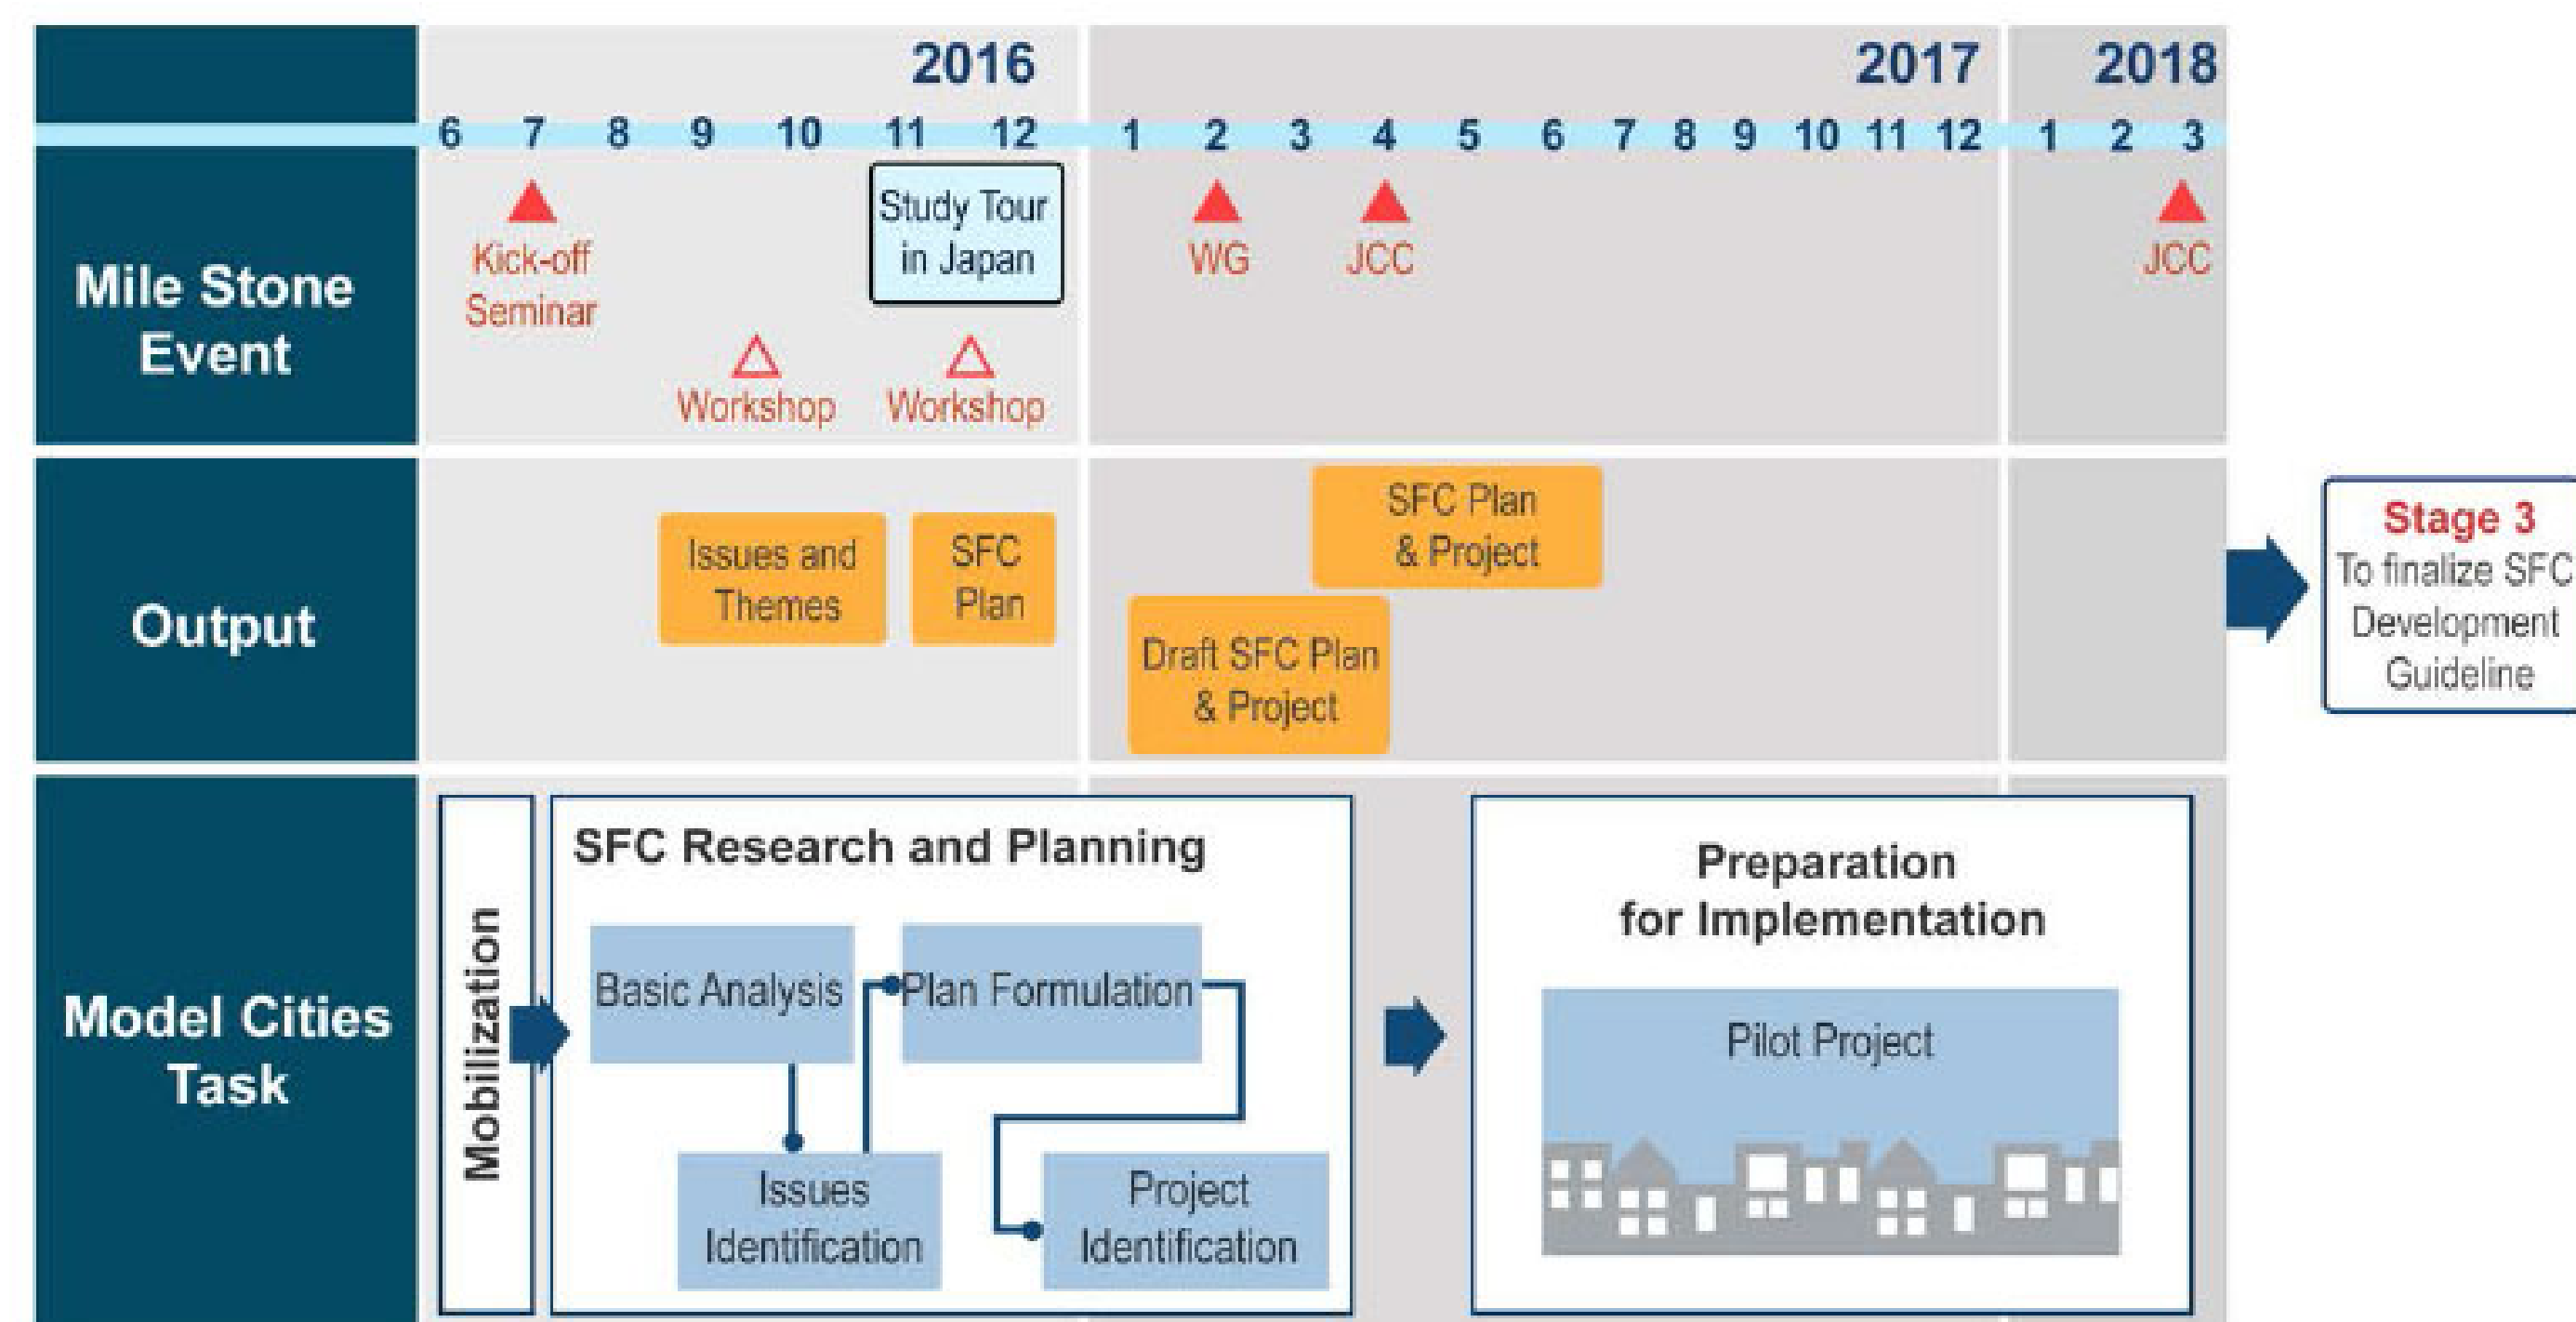 2016
2017
2018
6 7 8 9 10 11 12 1 2 3 4 5 6 7 8 9 10 11 12 1 2 3
Mile Stone
Event
Kick-off
Seminar
Study Tour
in Japan
WG
JCC
JCC
Workshop
Workshop
Output
Issues and
Themes
SFC
Plan
SFC Plan
& Project
Draft SFC Plan
& Project
Stage 3
To finalize SFC
Development
Guideline
Model Cities
Task
Mobilization
SFC Research and Planning
Basic Analysis
Plan Formulation
Issues
Identification
Project
Identification
Preparation
for Implementation
Pilot Project